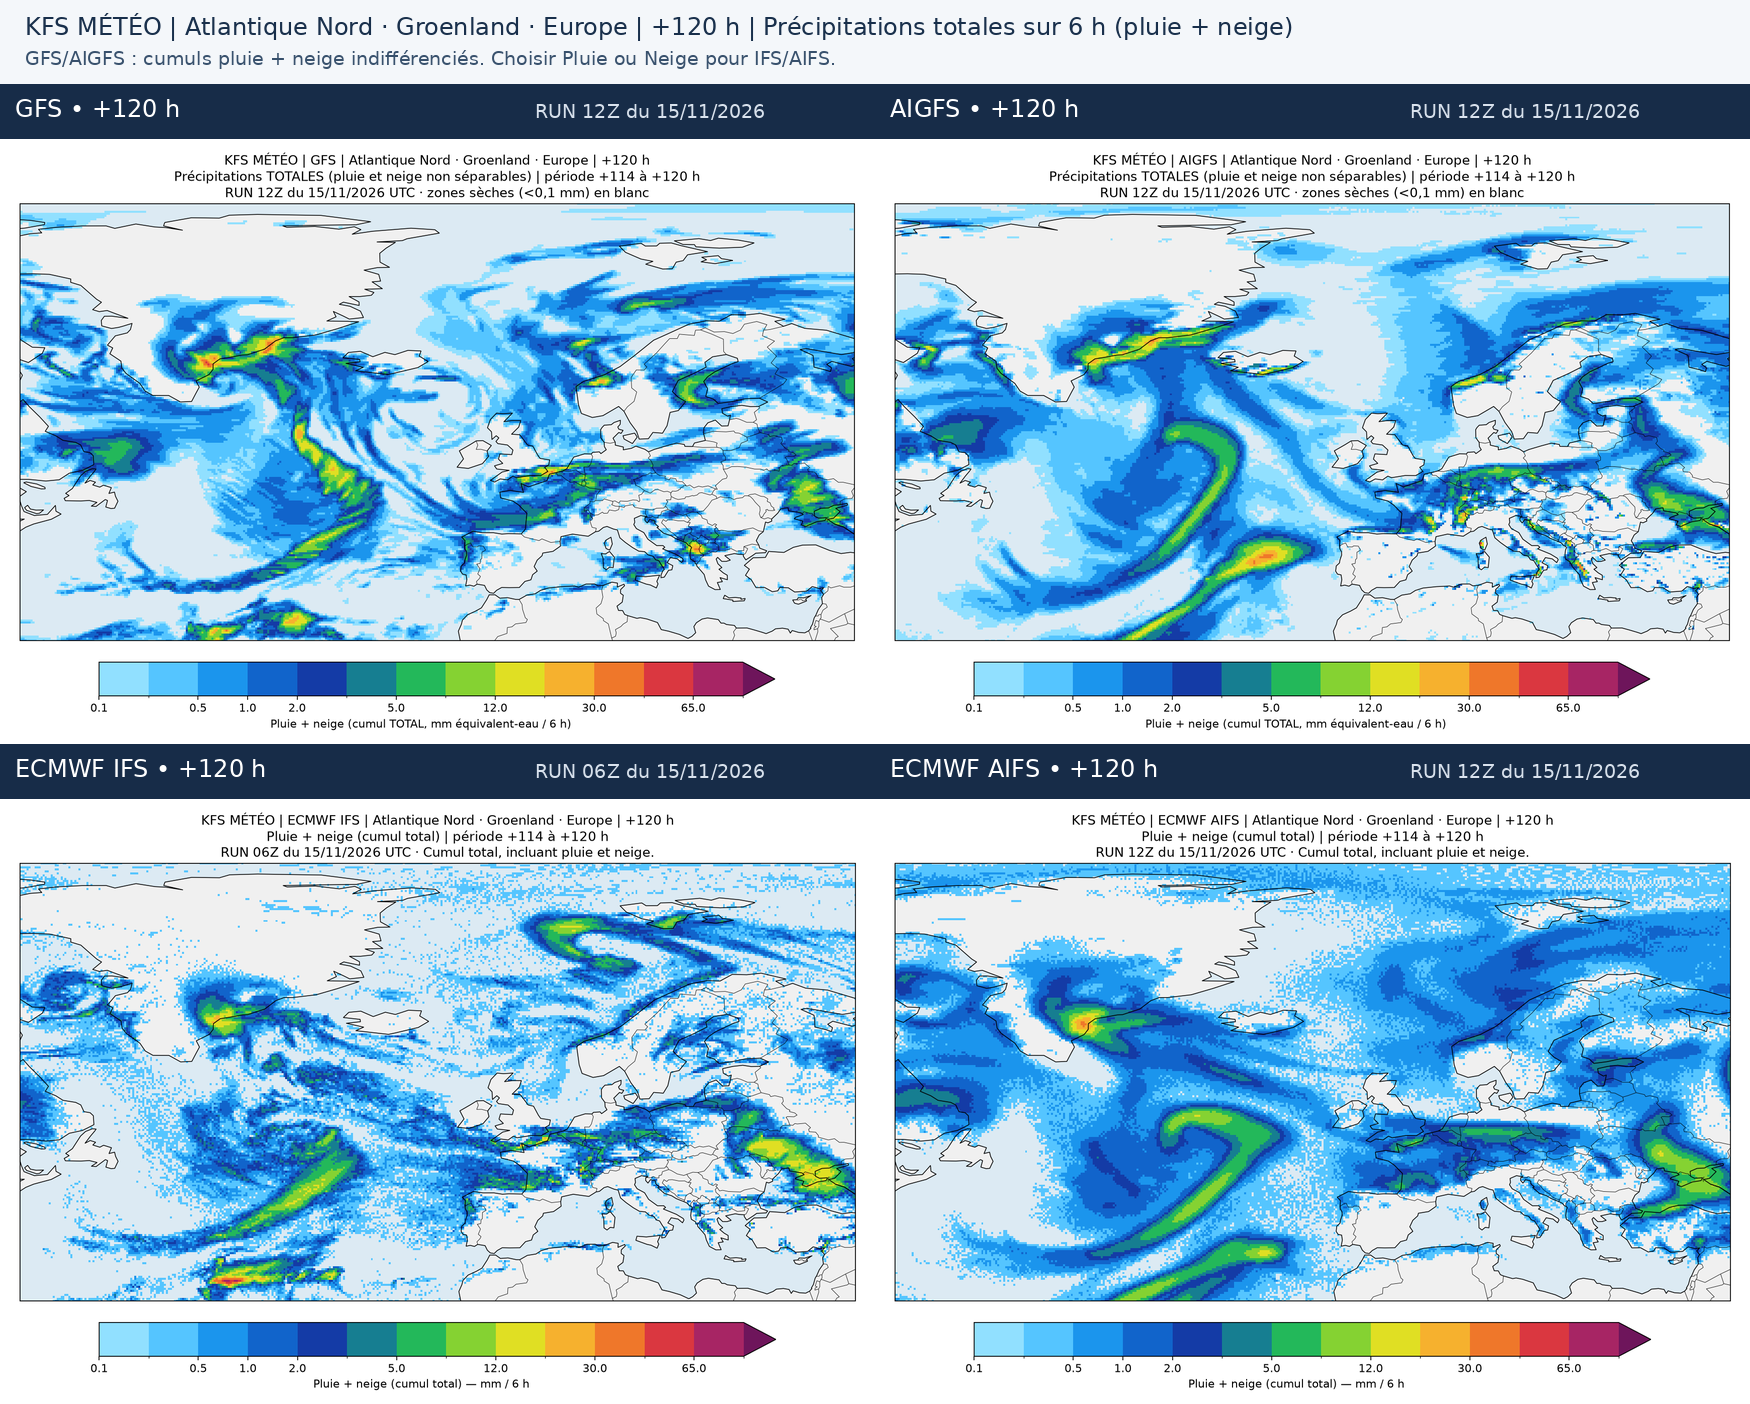 KFS MÉTÉO | Atlantique Nord · Groenland · Europe | +120 h | Précipitations totales sur 6 h (pluie + neige)
GFS/AIGFS : cumuls pluie + neige indifférenciés. Choisir Pluie ou Neige pour IFS/AIFS.
GFS • +120 h
RUN 12Z du 15/11/2026
KFS MÉTÉO | GFS | Atlantique Nord · Groenland · Europe | +120 h
Précipitations TOTALES (pluie et neige non séparables) | période +114 à +120 h
RUN 12Z du 15/11/2026 UTC · zones sèches (<0,1 mm) en blanc
0.1 0.5 1.0 2.0 5.0 12.0 30.0 65.0
Pluie + neige (cumul TOTAL, mm équivalent-eau / 6 h)
AIGFS • +120 h
RUN 12Z du 15/11/2026
KFS MÉTÉO | AIGFS | Atlantique Nord · Groenland · Europe | +120 h
Précipitations TOTALES (pluie et neige non séparables) | période +114 à +120 h
RUN 12Z du 15/11/2026 UTC · zones sèches (<0,1 mm) en blanc
0.1 0.5 1.0 2.0 5.0 12.0 30.0 65.0
Pluie + neige (cumul TOTAL, mm équivalent-eau / 6 h)
ECMWF IFS • +120 h
RUN 06Z du 15/11/2026
KFS MÉTÉO | ECMWF IFS | Atlantique Nord · Groenland · Europe | +120 h
Pluie + neige (cumul total) | période +114 à +120 h
RUN 06Z du 15/11/2026 UTC · Cumul total, incluant pluie et neige.
0.1 0.5 1.0 2.0 5.0 12.0 30.0 65.0
Pluie + neige (cumul total) — mm / 6 h
ECMWF AIFS • +120 h
RUN 12Z du 15/11/2026
KFS MÉTÉO | ECMWF AIFS | Atlantique Nord · Groenland · Europe | +120 h
Pluie + neige (cumul total) | période +114 à +120 h
RUN 12Z du 15/11/2026 UTC · Cumul total, incluant pluie et neige.
0.1 0.5 1.0 2.0 5.0 12.0 30.0 65.0
Pluie + neige (cumul total) — mm / 6 h